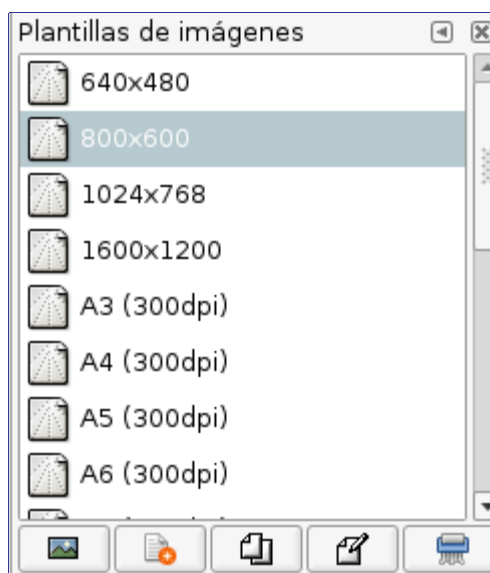 Plantillas de imágenes
640x480
800x600
1024x768
1600x1200
A3 (300dpi)
A4 (300dpi)
A5 (300dpi)
A6 (300dpi)